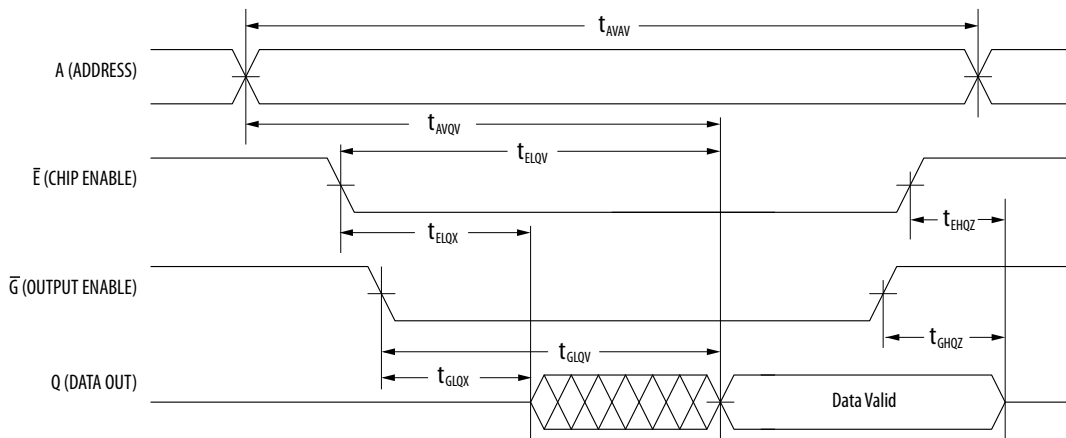 tAVAV
A (ADDRESS)
tAVQV
tELQV
E̅ (CHIP ENABLE)
tEHQZ
tELQX
G̅ (OUTPUT ENABLE)
tGHQZ
tGLQV
tGLQX
Q (DATA OUT)
Data Valid